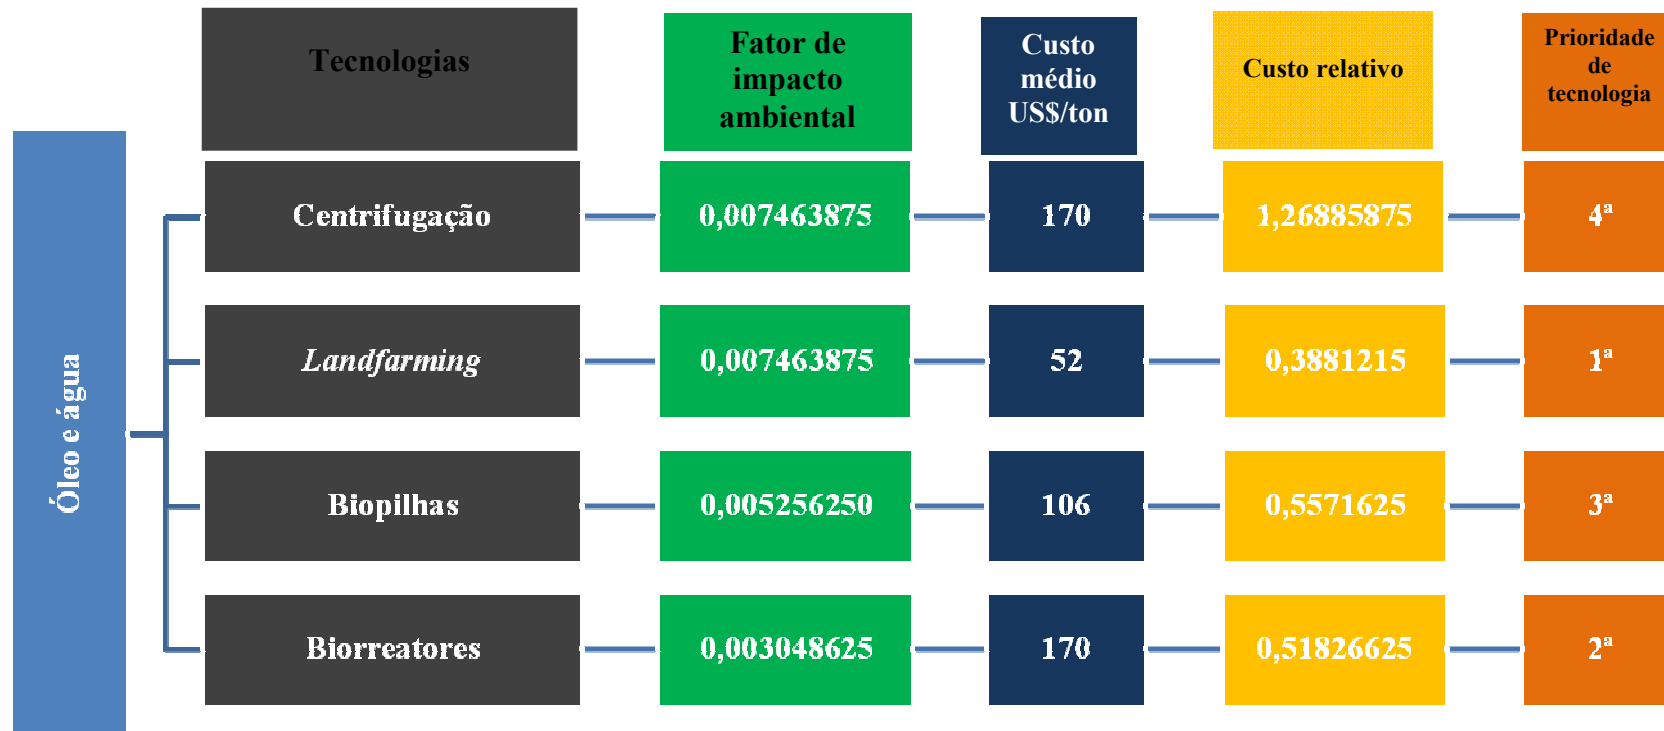 Tecnologias
Fator de
impacto
ambiental
Custo
médio
US$/ton
Custo relativo
Prioridade
de
tecnologia
Óleo e água
Centrifugação
0,007463875
170
1,26885875
4ª
Landfarming
0,007463875
52
0,3881215
1ª
Biopilhas
0,005256250
106
0,5571625
3ª
Biorreatores
0,003048625
170
0,51826625
2ª